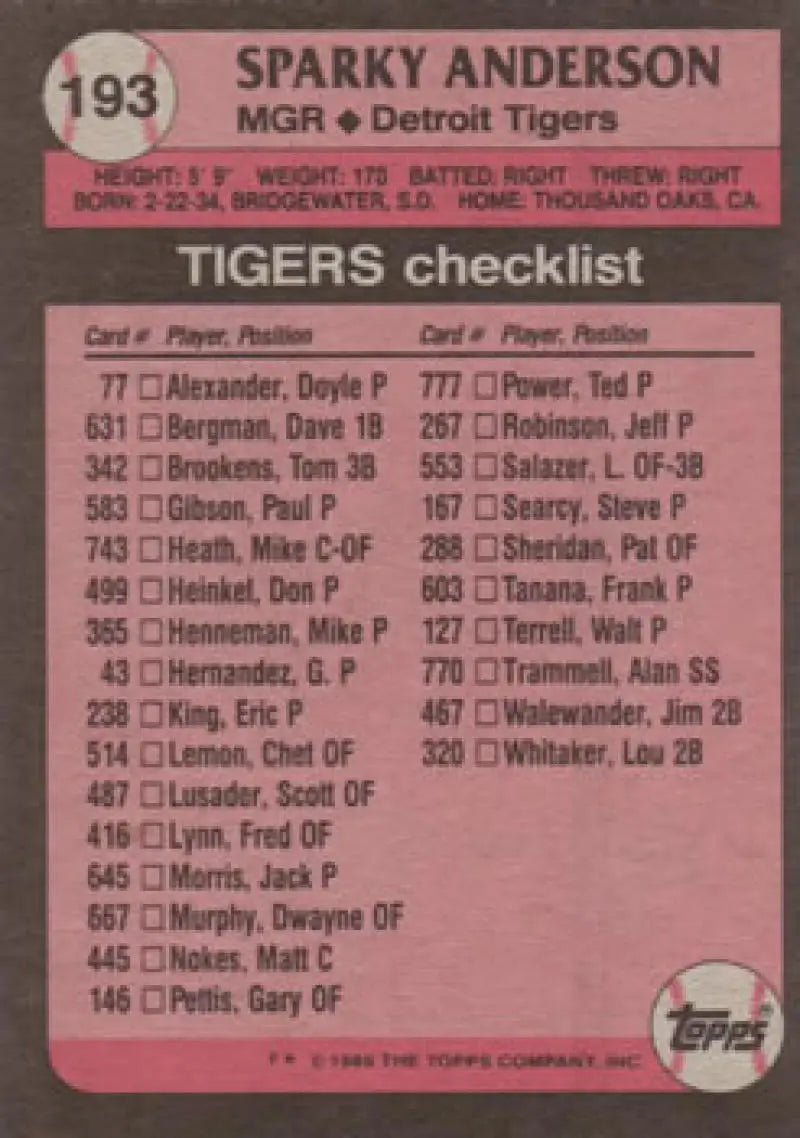 193
SPARKY ANDERSON
MGR ◆ Detroit Tigers
HEIGHT: 5' 9" WEIGHT: 170 BATTED: RIGHT THREW: RIGHT
BORN: 2-22-34, BRIDGEWATER, S.D. HOME: THOUSAND OAKS, CA.
TIGERS checklist
Card # Player, Position
77 □ Alexander, Doyle P
631 □ Bergman, Dave 1B
342 □ Brookens, Tom 3B
583 □ Gibson, Paul P
743 □ Heath, Mike C-OF
499 □ Heinkel, Don P
365 □ Henneman, Mike P
43 □ Hernandez, G. P
238 □ King, Eric P
514 □ Lemon, Chet OF
487 □ Lusader, Scott OF
416 □ Lynn, Fred OF
645 □ Morris, Jack P
667 □ Murphy, Dwayne OF
445 □ Nokes, Matt C
146 □ Pettis, Gary OF
Card # Player, Position
777 □ Power, Ted P
267 □ Robinson, Jeff P
553 □ Salazer, L. OF-3B
167 □ Searcy, Steve P
288 □ Sheridan, Pat OF
603 □ Tanana, Frank P
127 □ Terrell, Walt P
770 □ Trammell, Alan SS
467 □ Walewander, Jim 2B
320 □ Whitaker, Lou 2B
topps®
© 1989 THE TOPPS COMPANY, INC.